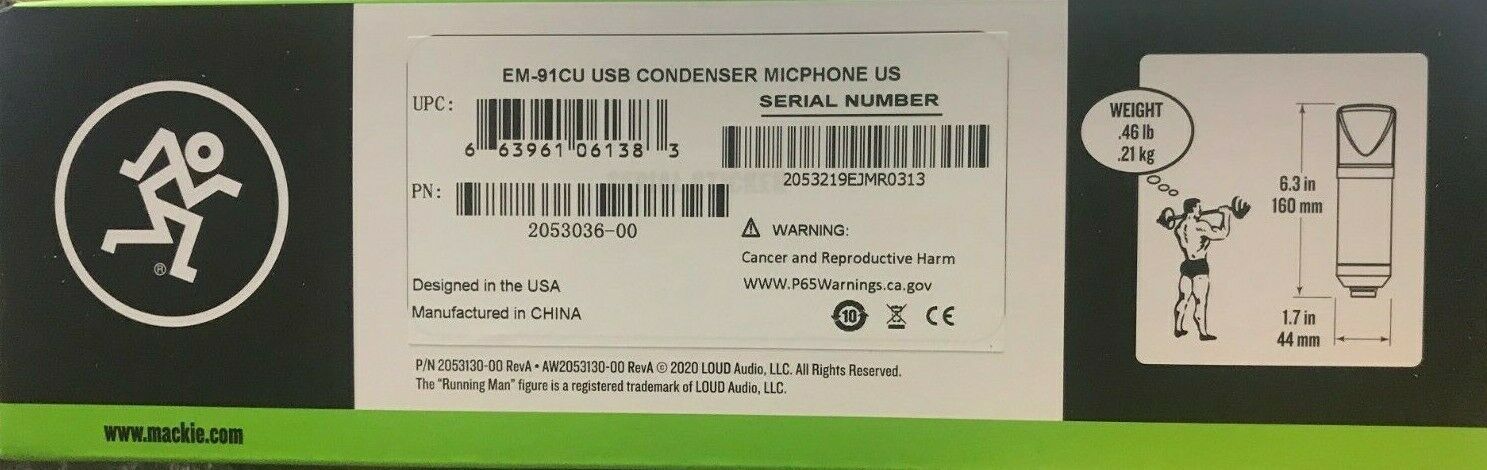 EM-91CU USB CONDENSER MICPHONE US
UPC:
6 63961 06138 3
SERIAL NUMBER
2053219EJMR0313
PN:
2053036-00
WARNING:
Cancer and Reproductive Harm
WWW.P65Warnings.ca.gov
Designed in the USA
Manufactured in CHINA
10
CE
P/N 2053130-00 RevA • AW2053130-00 RevA © 2020 LOUD Audio, LLC. All Rights Reserved.
The "Running Man" figure is a registered trademark of LOUD Audio, LLC.
®
www.mackie.com
WEIGHT
.46 lb
.21 kg
6.3 in
160 mm
1.7 in
44 mm